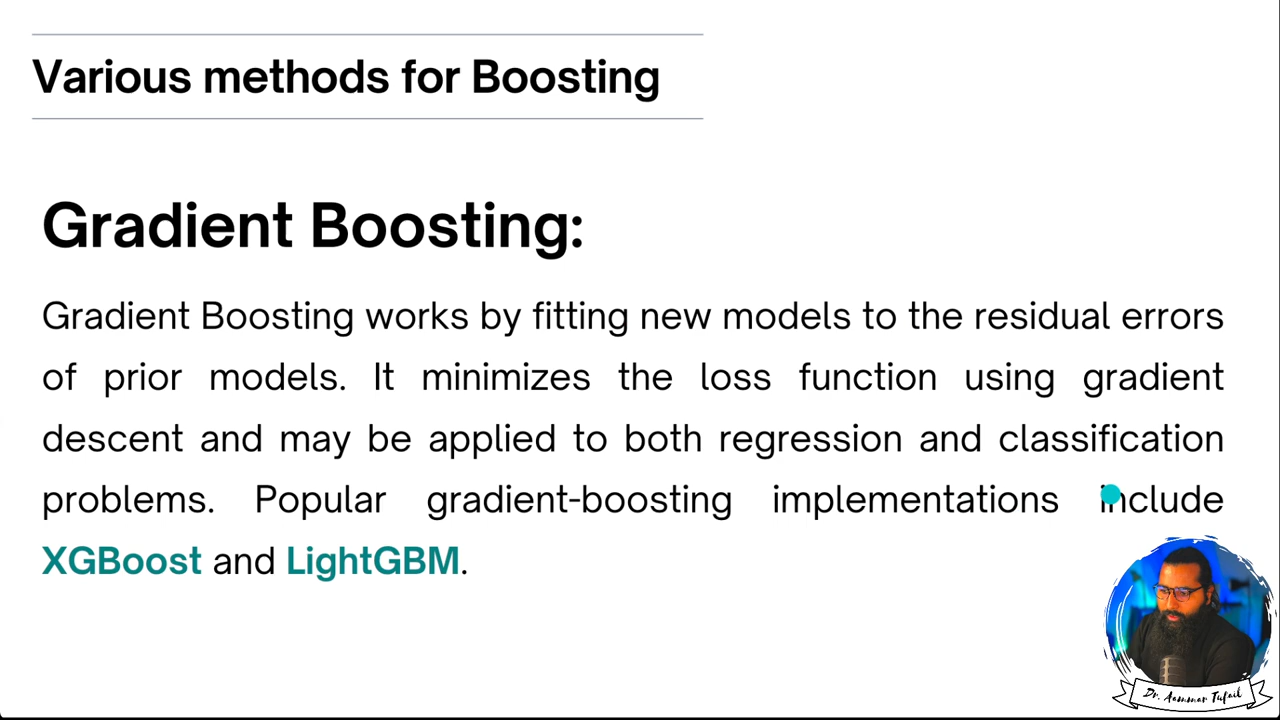 Various methods for Boosting
Gradient Boosting:
Gradient Boosting works by fitting new models to the residual errors
of prior models. It minimizes the loss function using gradient
descent and may be applied to both regression and classification
problems. Popular gradient-boosting implementations include
XGBoost and LightGBM.
Dr. Aammar Tufail